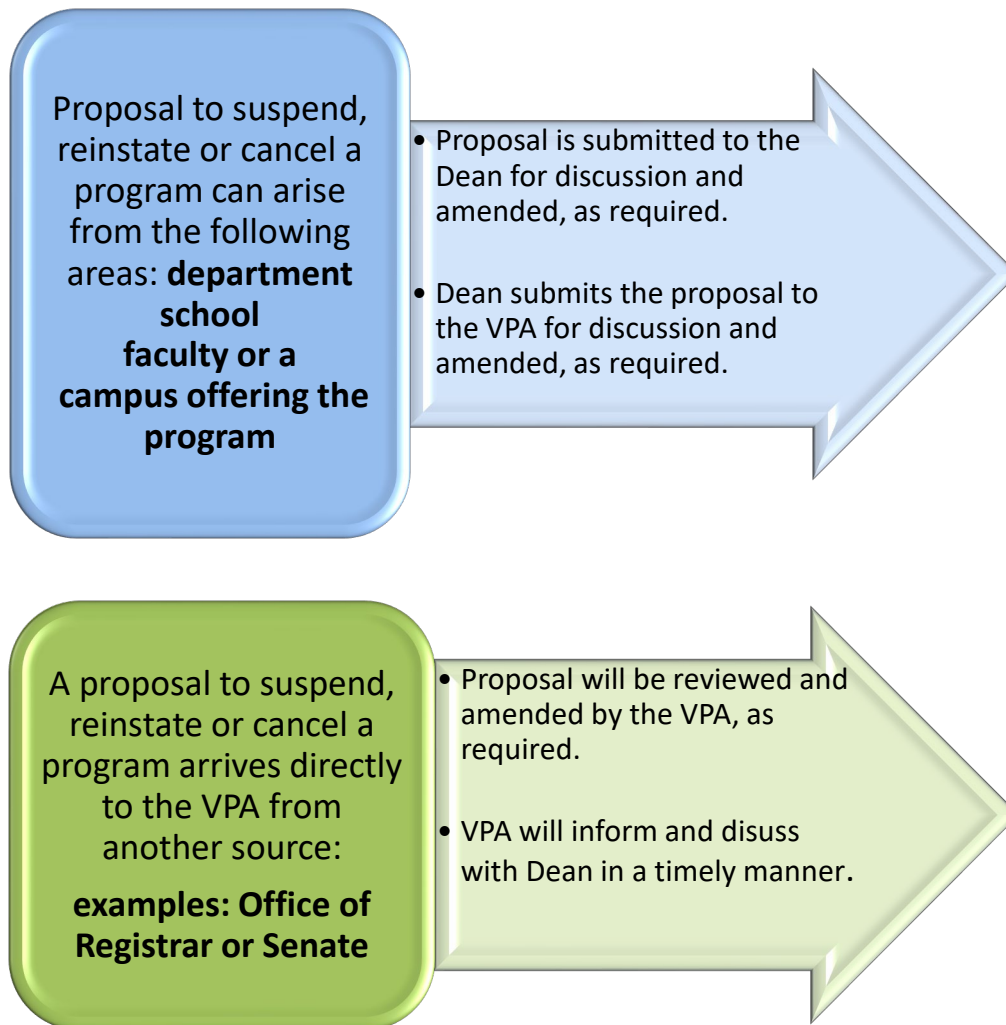 Proposal to suspend,
reinstate or cancel a
program can arise
from the following
areas: department
school
faculty or a
campus offering the
program
• Proposal is submitted to the
Dean for discussion and
amended, as required.
• Dean submits the proposal to
the VPA for discussion and
amended, as required.
A proposal to suspend,
reinstate or cancel a
program arrives directly
to the VPA from
another source:
examples: Office of
Registrar or Senate
• Proposal will be reviewed and
amended by the VPA, as
required.
• VPA will inform and disuss
with Dean in a timely manner.